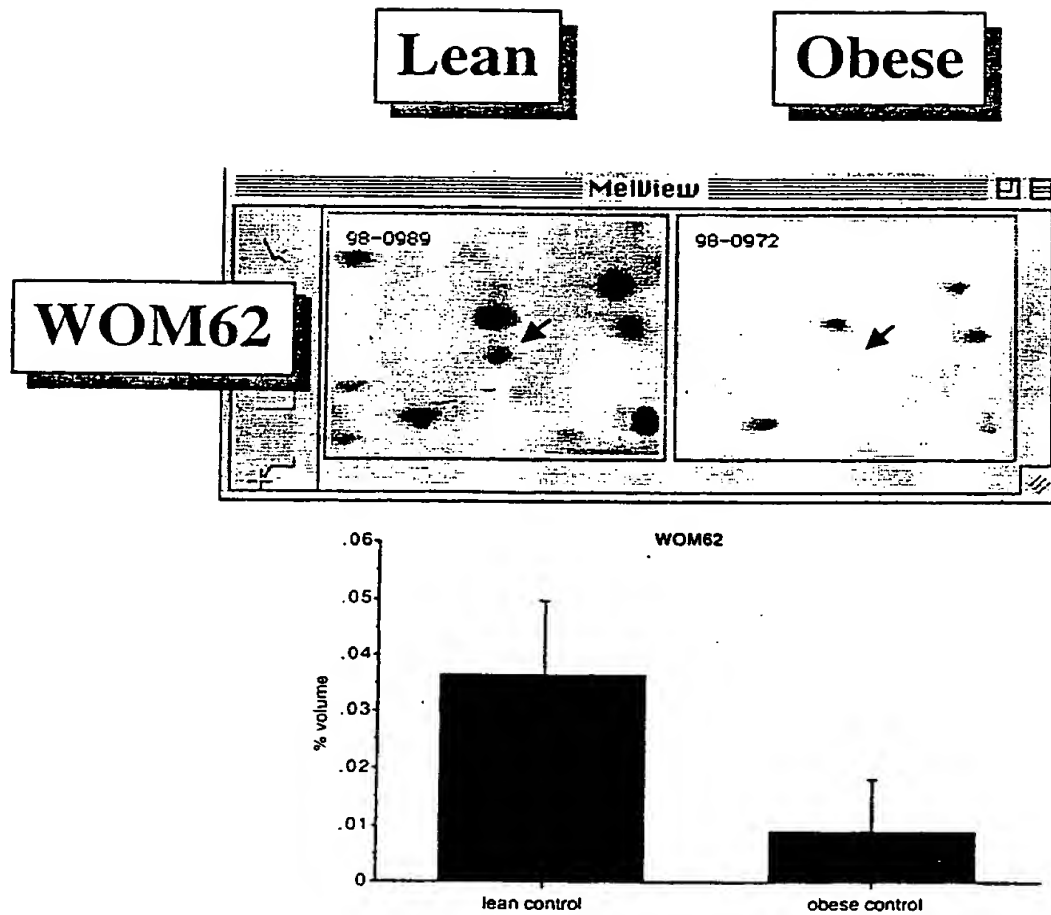 Lean
Obese
MelView
98-0989
98-0972
WOM62
WOM62
.06
.05
.04
.03
.02
.01
0
% volume
lean control
obese control